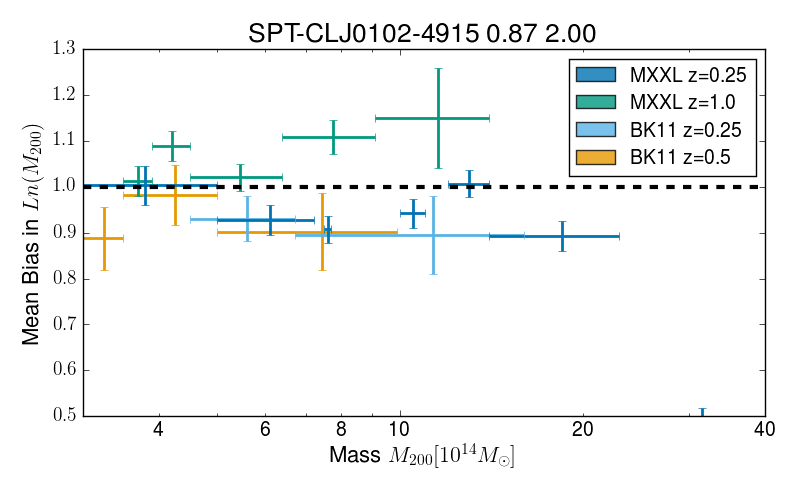 SPT-CLJ0102-4915 0.87 2.00
1.3
1.2
1.1
1.0
0.9
0.8
0.7
0.6
0.5
Mean Bias in Ln(M₂₀₀)
MXXL z=0.25
MXXL z=1.0
BK11 z=0.25
BK11 z=0.5
4 6 8 10 20 40
Mass M₂₀₀[10¹⁴M⊙]